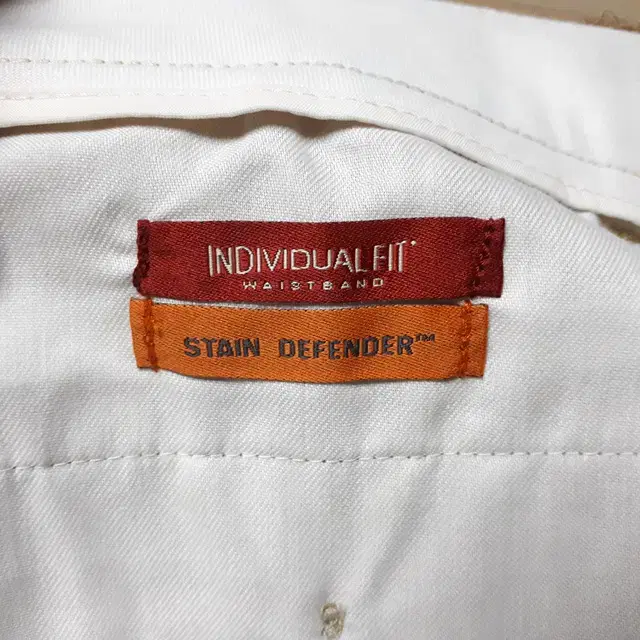 INDIVIDUAL FIT
WAISTBAND
STAIN DEFENDER™